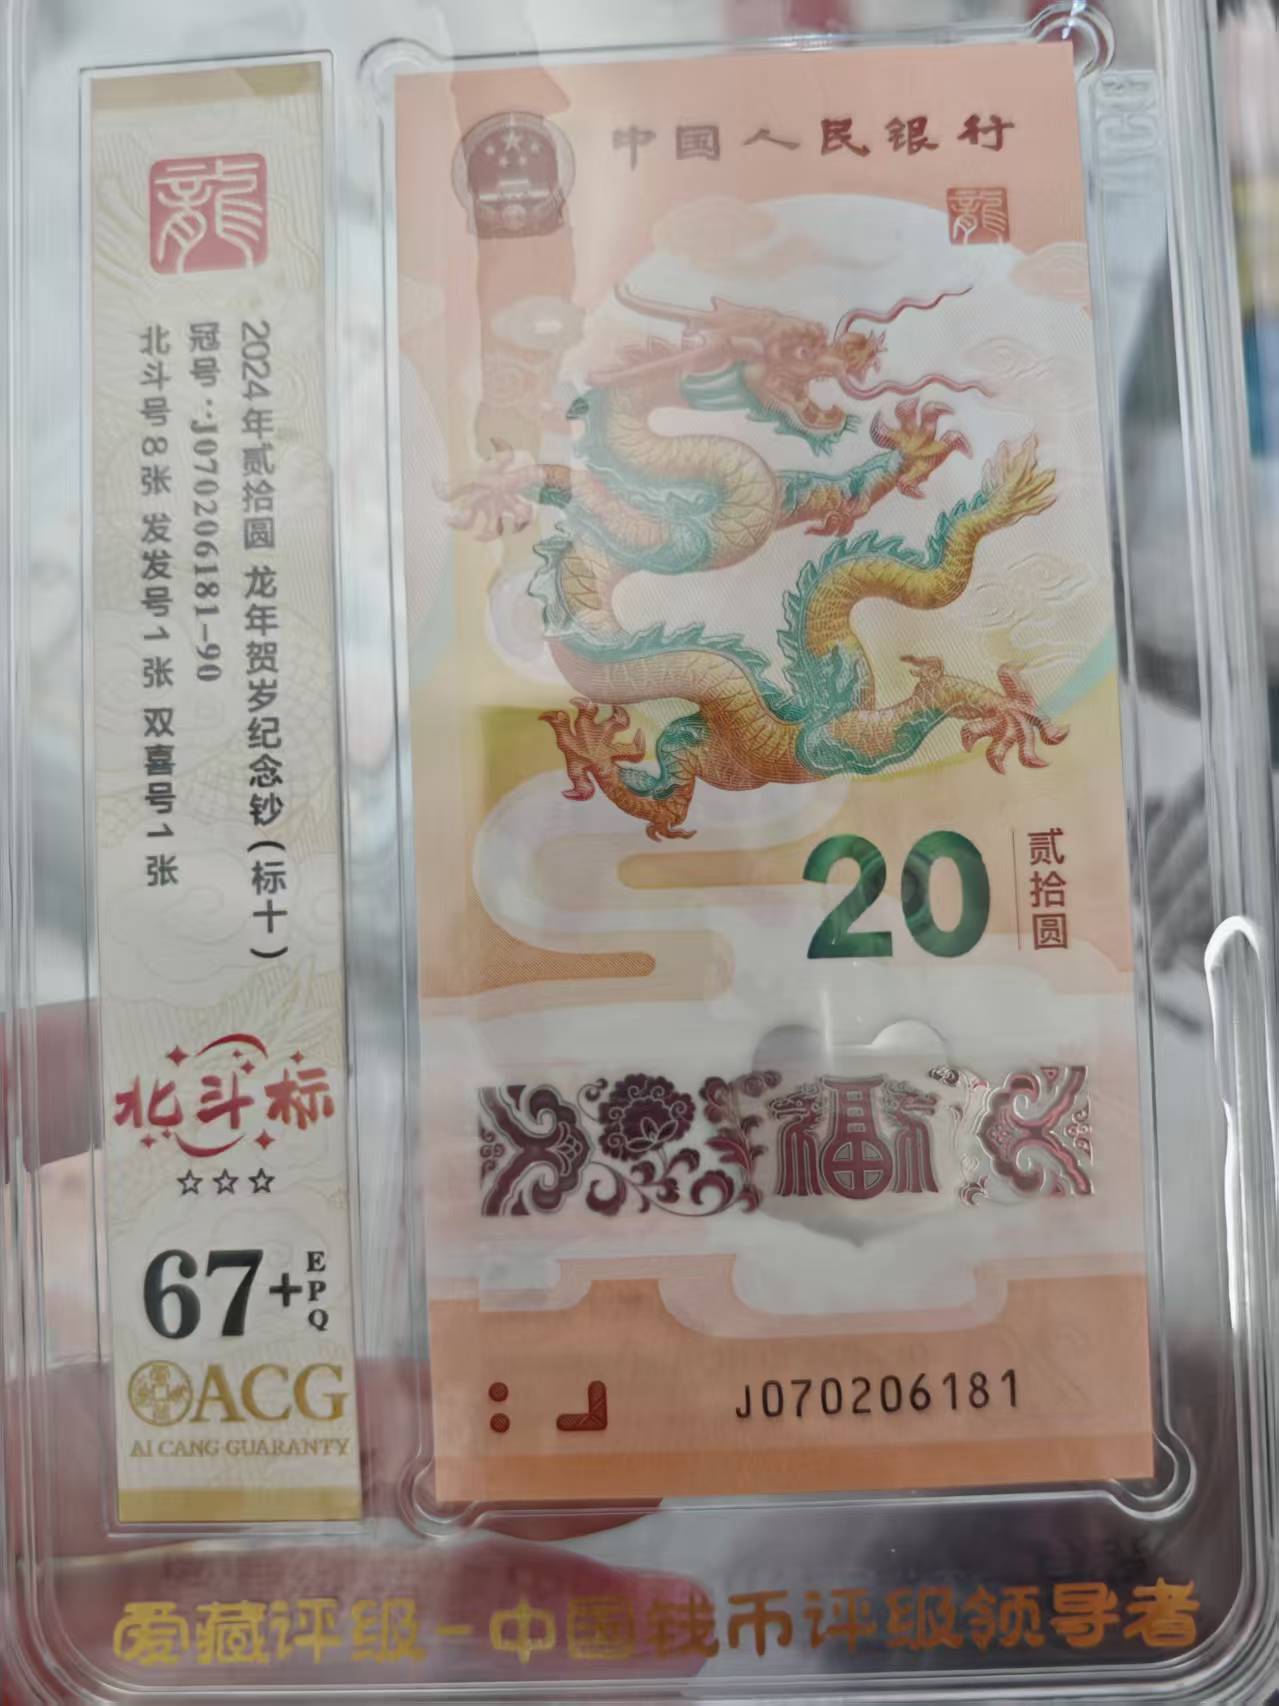 龍
2024年贰拾圆 龙年贺岁纪念钞(标十)
冠号:J070206181-90
北斗号8张 发发号1张 双喜号1张
北斗标
☆☆☆
67+EPQ
ACG
AI CANG GUARANTY
中国人民银行
龍
20
贰拾圆
福
J070206181
爱藏评级-中国钱币评级领导者